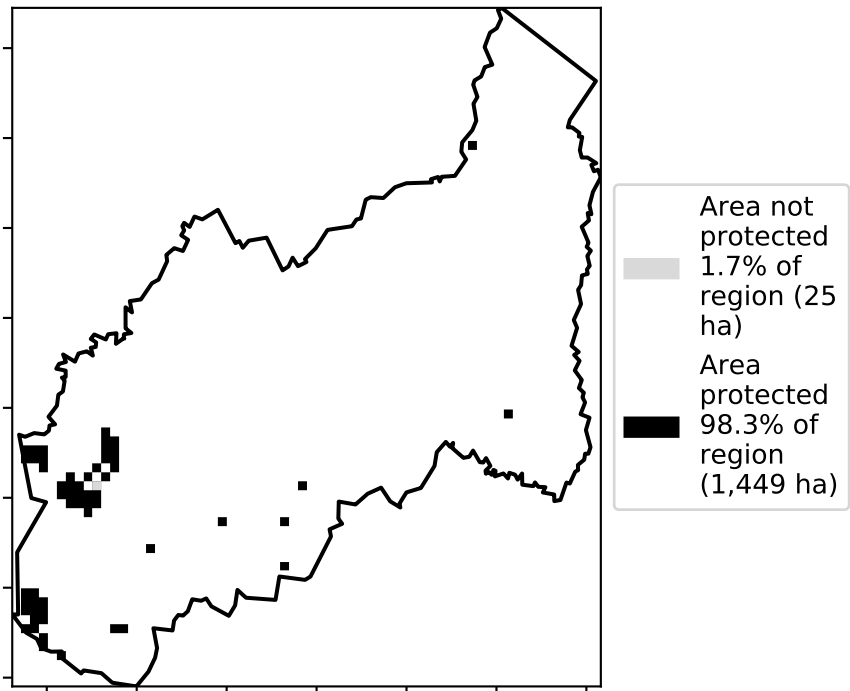 Area not
protected
1.7% of
region (25
ha)
Area
protected
98.3% of
region
(1,449 ha)